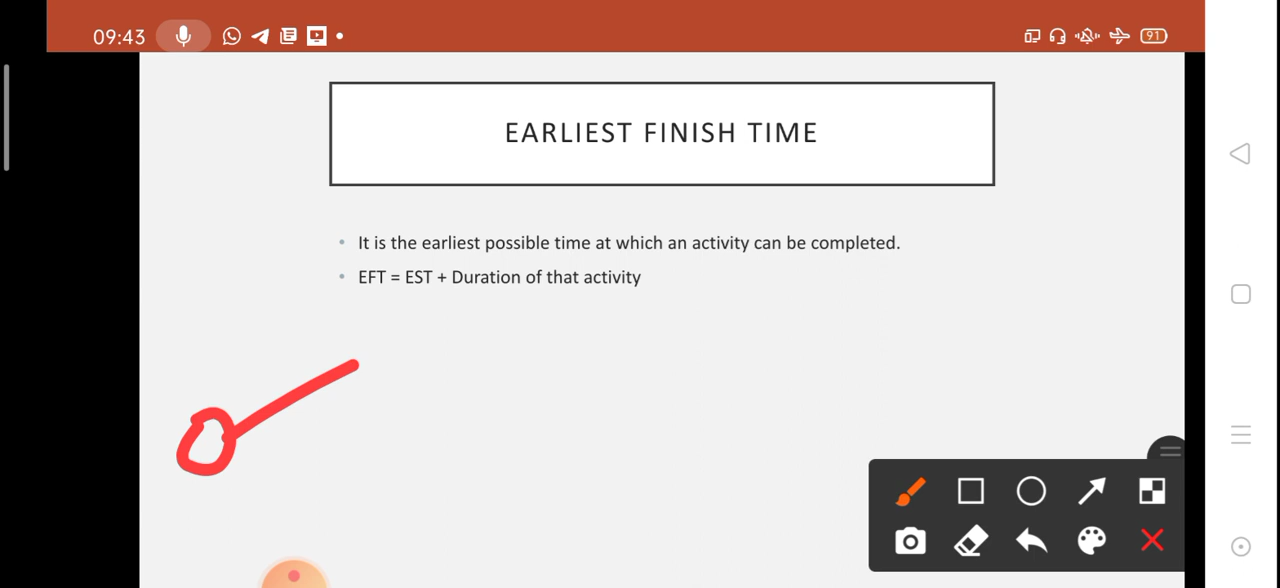 09:43
91
EARLIEST FINISH TIME
• It is the earliest possible time at which an activity can be completed.
• EFT = EST + Duration of that activity